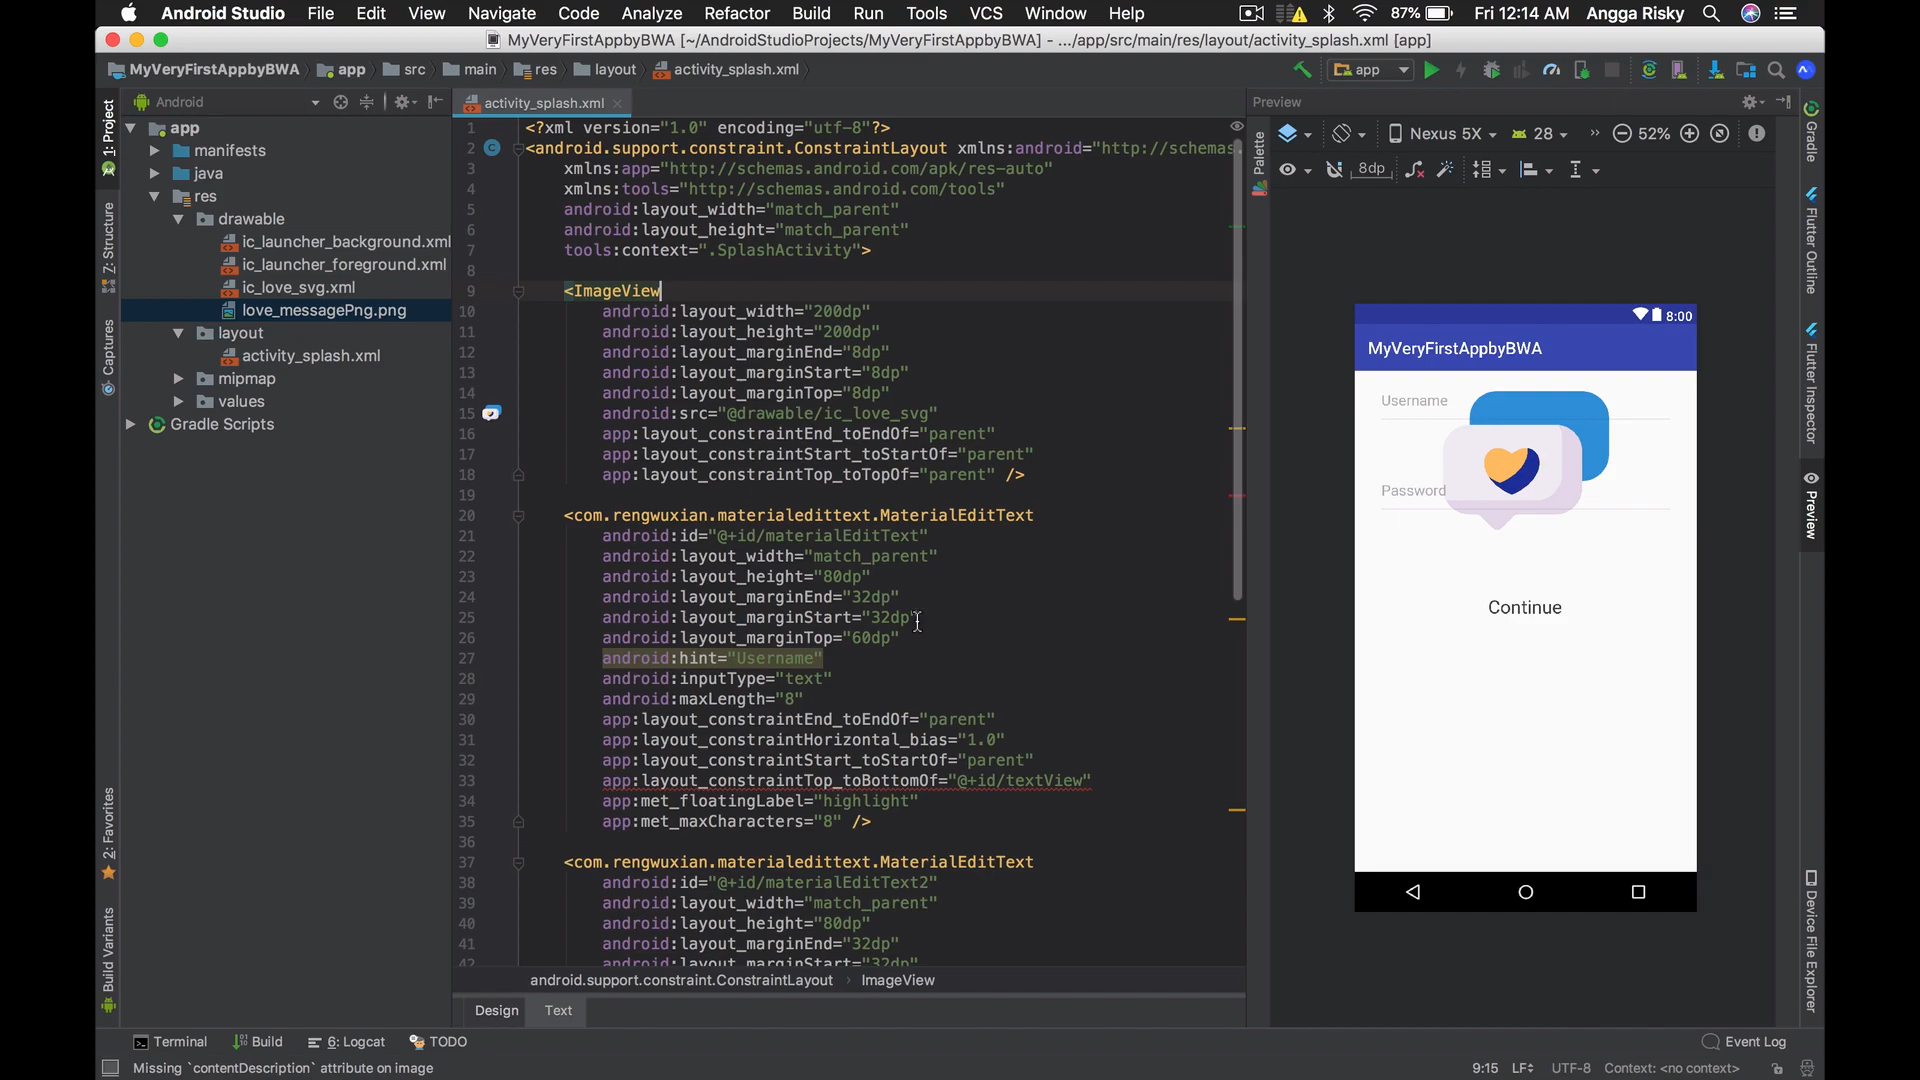 Android Studio File Edit View Navigate Code Analyze Refactor Build Run Tools VCS Window Help 87% Fri 12:14 AM Angga Risky
MyVeryFirstAppbyBWA [~/AndroidStudioProjects/MyVeryFirstAppbyBWA] - .../app/src/main/res/layout/activity_splash.xml [app]
MyVeryFirstAppbyBWA app src main res layout activity_splash.xml app
Android
activity_splash.xml
Preview
1: Project
Z: Structure
Captures
2: Favorites
Build Variants
app
manifests
java
res
drawable
ic_launcher_background.xml
ic_launcher_foreground.xml
ic_love_svg.xml
love_messagePng.png
layout
activity_splash.xml
mipmap
values
Gradle Scripts
1 <?xml version="1.0" encoding="utf-8"?>
2 <android.support.constraint.ConstraintLayout xmlns:android="http://schemas.
3 xmlns:app="http://schemas.android.com/apk/res-auto"
4 xmlns:tools="http://schemas.android.com/tools"
5 android:layout_width="match_parent"
6 android:layout_height="match_parent"
7 tools:context=".SplashActivity">
8
9 <ImageView
10 android:layout_width="200dp"
11 android:layout_height="200dp"
12 android:layout_marginEnd="8dp"
13 android:layout_marginStart="8dp"
14 android:layout_marginTop="8dp"
15 android:src="@drawable/ic_love_svg"
16 app:layout_constraintEnd_toEndOf="parent"
17 app:layout_constraintStart_toStartOf="parent"
18 app:layout_constraintTop_toTopOf="parent" />
19
20 <com.rengwuxian.materialedittext.MaterialEditText
21 android:id="@+id/materialEditText"
22 android:layout_width="match_parent"
23 android:layout_height="80dp"
24 android:layout_marginEnd="32dp"
25 android:layout_marginStart="32dp"
26 android:layout_marginTop="60dp"
27 android:hint="Username"
28 android:inputType="text"
29 android:maxLength="8"
30 app:layout_constraintEnd_toEndOf="parent"
31 app:layout_constraintHorizontal_bias="1.0"
32 app:layout_constraintStart_toStartOf="parent"
33 app:layout_constraintTop_toBottomOf="@+id/textView"
34 app:met_floatingLabel="highlight"
35 app:met_maxCharacters="8" />
36
37 <com.rengwuxian.materialedittext.MaterialEditText
38 android:id="@+id/materialEditText2"
39 android:layout_width="match_parent"
40 android:layout_height="80dp"
41 android:layout_marginEnd="32dp"
42 android:layout_marginStart="32dp"
android.support.constraint.ConstraintLayout ImageView
Design Text
Palette
Nexus 5X 28 52%
8dp
8:00
MyVeryFirstAppbyBWA
Username
Password
Continue
Gradle
Flutter Outline
Flutter Inspector
Preview
Device File Explorer
Terminal Build 6: Logcat TODO Event Log
Missing `contentDescription` attribute on image 9:15 LF UTF-8 Context: <no context>